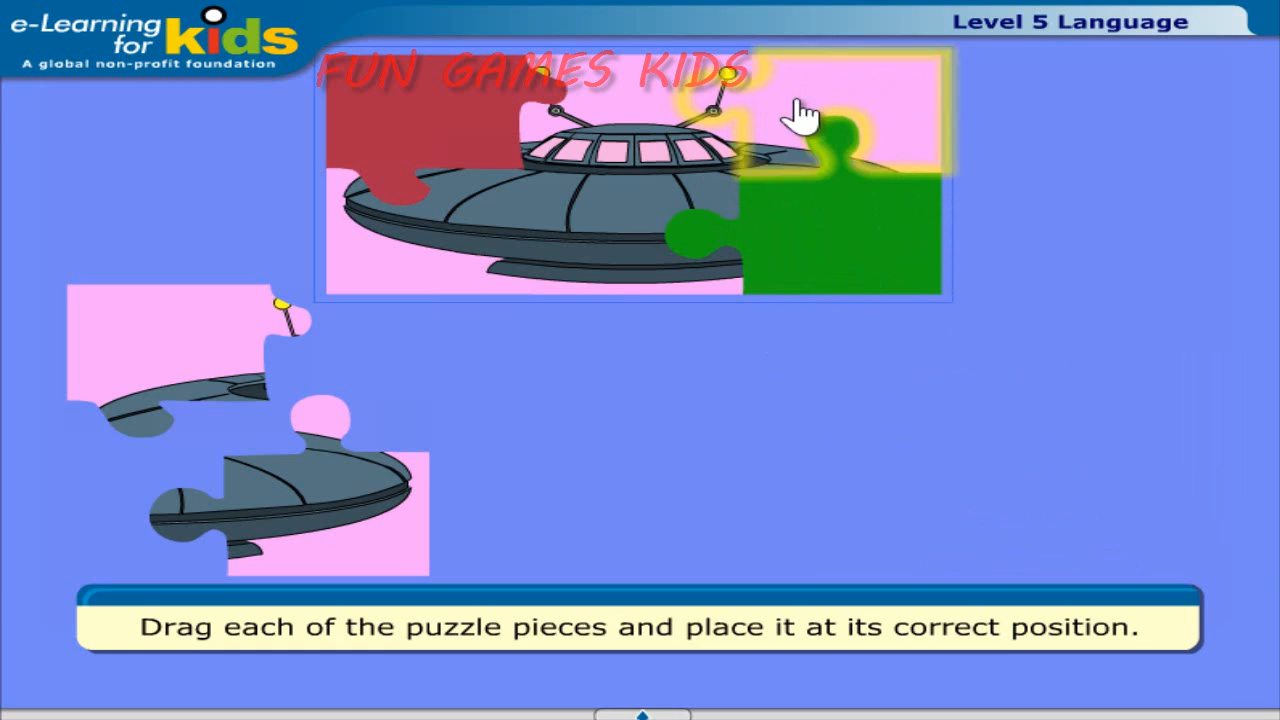 e-Learning
for kids
A global non-profit foundation
Level 5 Language
FUN GAMES KIDS
Drag each of the puzzle pieces and place it at its correct position.